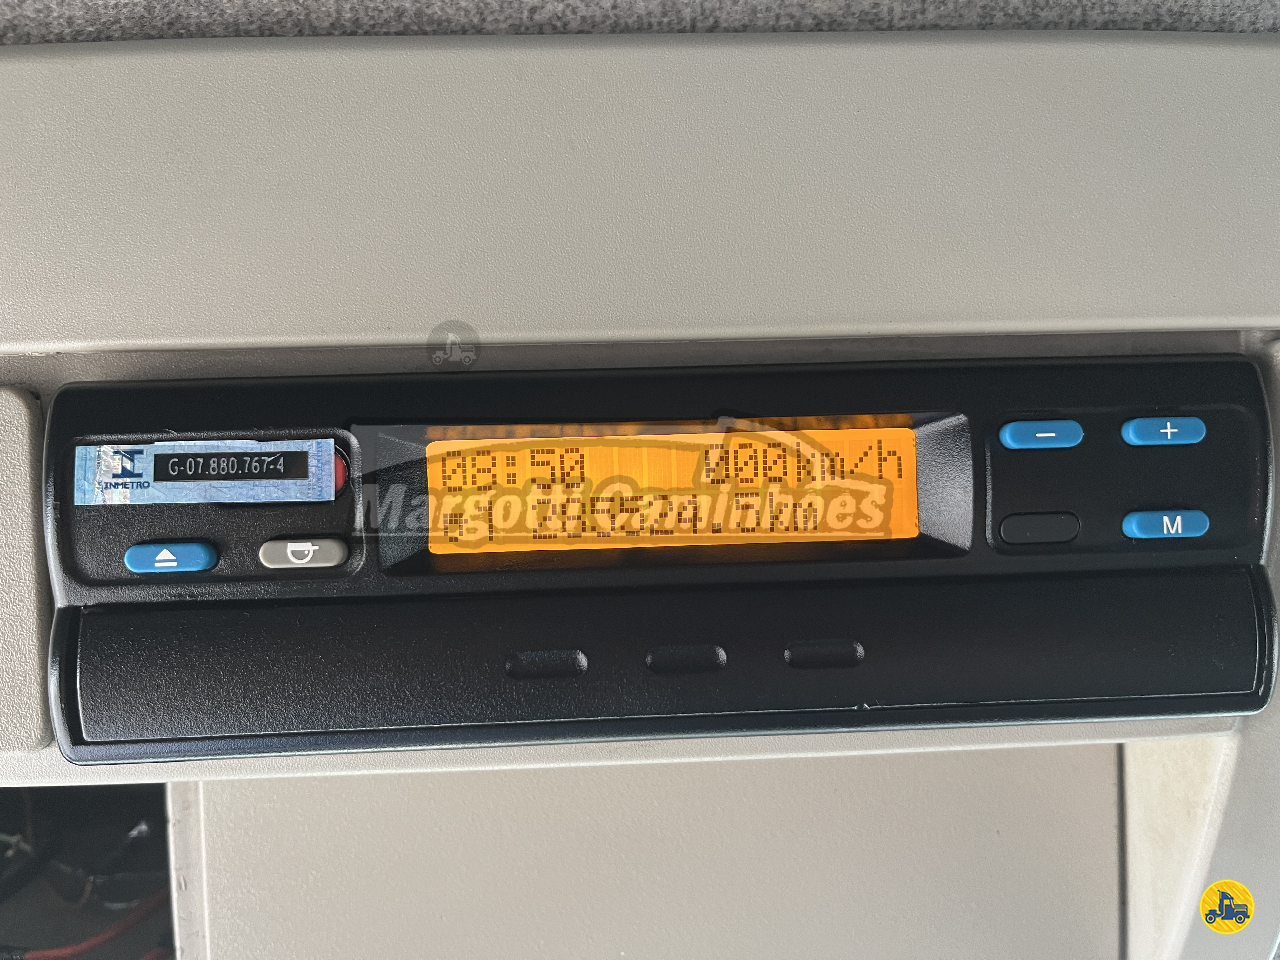 INMETRO
G-07.880.767-4
08:50 000km/h
Margotti Caminhões
M